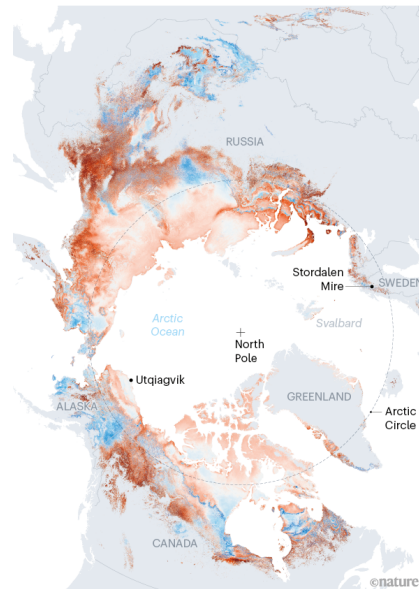 RUSSIA
Stordalen
Mire
SWEDEN
Arctic
Ocean
Svalbard
North
Pole
Utqiagvik
GREENLAND
ALASKA
Arctic
Circle
CANADA
©nature